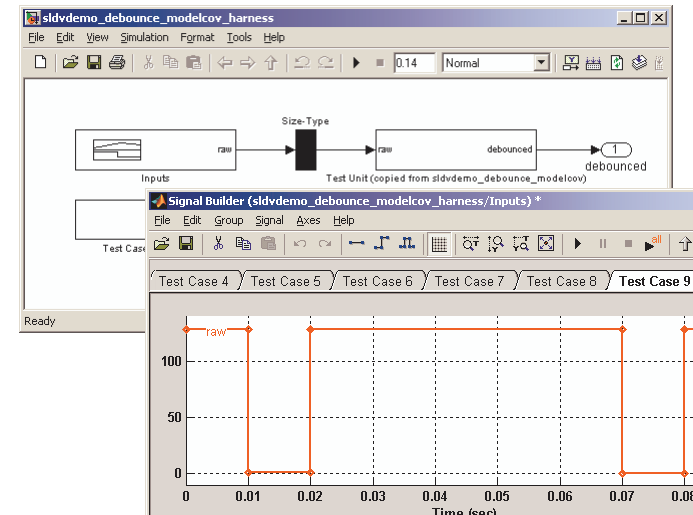 sldvdemo_debounce_modelcov_harness
File Edit View Simulation Format Tools Help
0.14 Normal
Size-Type
raw raw debounced 1
debounced
Inputs Test Unit (copied from sldvdemo_debounce_modelcov)
Test Case
Ready
Signal Builder (sldvdemo_debounce_modelcov_harness/Inputs) *
File Edit Group Signal Axes Help
all
Test Case 4 Test Case 5 Test Case 6 Test Case 7 Test Case 8 Test Case 9
raw
100
50
0
0 0.01 0.02 0.03 0.04 0.05 0.06 0.07 0.08
Time (sec)